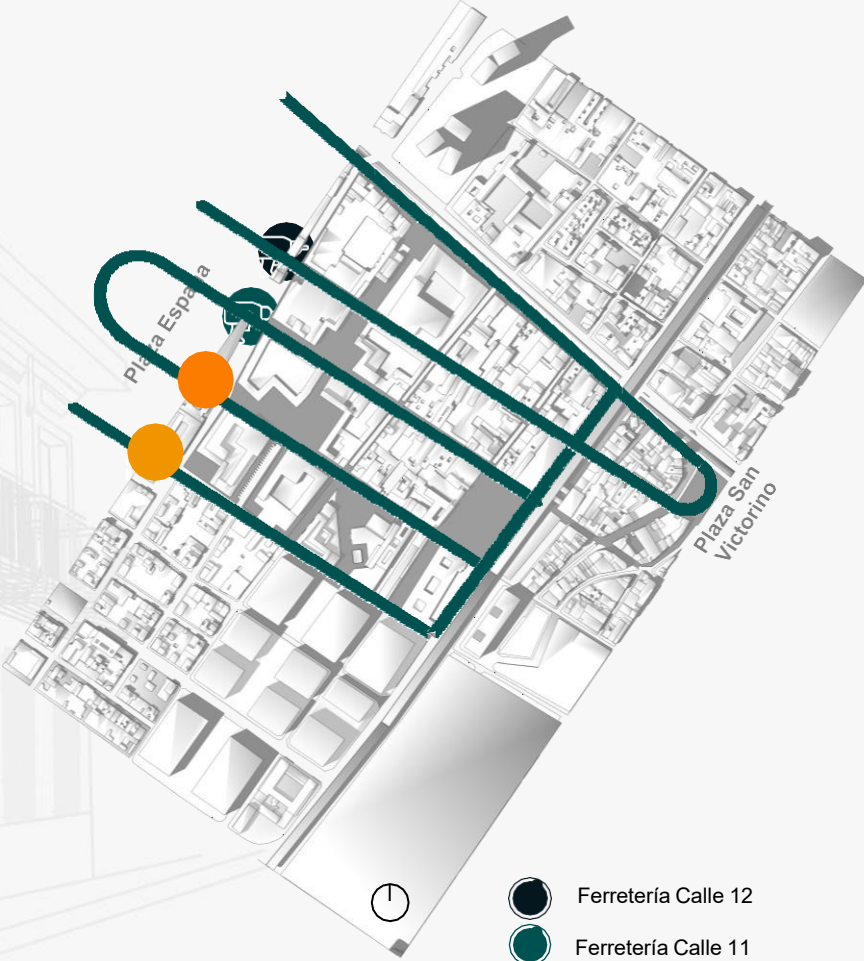 Plaza España
Plaza San
Victorino
Ferretería Calle 12
Ferretería Calle 11